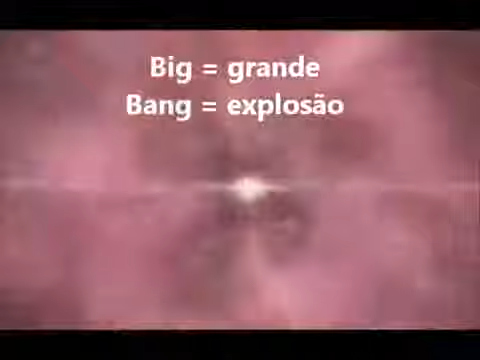 Big = grande
Bang = explosão